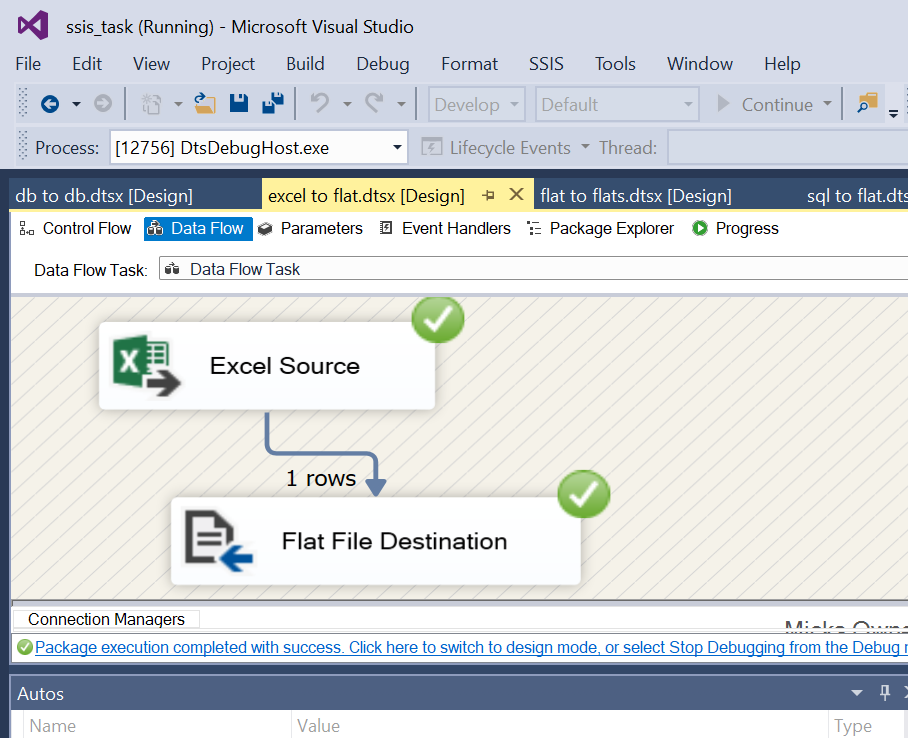 ssis_task (Running) - Microsoft Visual Studio
File Edit View Project Build Debug Format SSIS Tools Window Help
Develop Default Continue
Process: [12756] DtsDebugHost.exe Lifecycle Events Thread:
db to db.dtsx [Design] excel to flat.dtsx [Design] flat to flats.dtsx [Design] sql to flat.dts
Control Flow Data Flow Parameters Event Handlers Package Explorer Progress
Data Flow Task: Data Flow Task
Excel Source
1 rows
Flat File Destination
Connection Managers
Package execution completed with success. Click here to switch to design mode, or select Stop Debugging from the Debug
Autos
Name Value Type